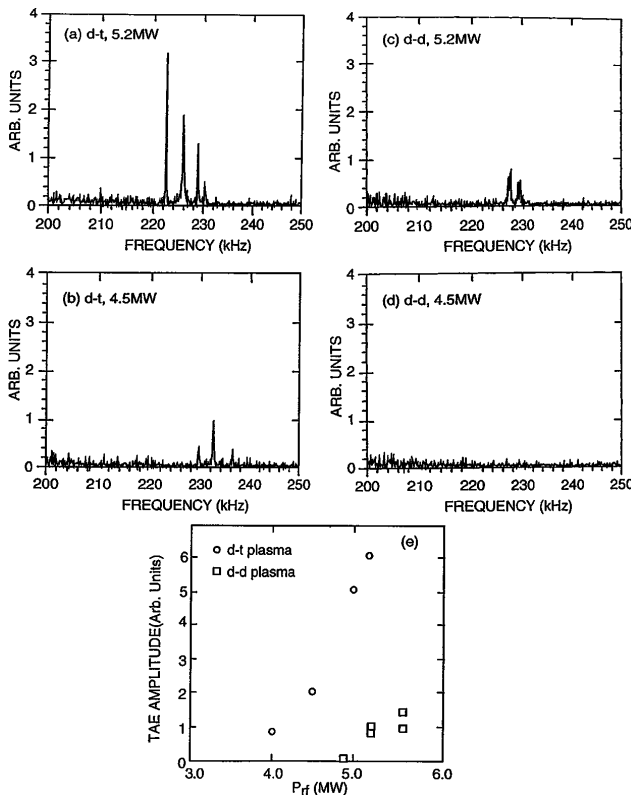 (a) d-t, 5.2MW
ARB. UNITS
4
3
2
1
0
200 210 220 230 240 250
FREQUENCY (kHz)
(c) d-d, 5.2MW
ARB. UNITS
4
3
2
1
0
200 210 220 230 240 250
FREQUENCY (kHz)
(b) d-t, 4.5MW
ARB. UNITS
4
3
2
1
0
200 210 220 230 240 250
FREQUENCY (kHz)
(d) d-d, 4.5MW
ARB. UNITS
4
3
2
1
0
200 210 220 230 240 250
FREQUENCY (kHz)
(e)
d-t plasma
d-d plasma
TAE AMPLITUDE(Arb. Units)
6
5
4
3
2
1
0
3.0 4.0 5.0 6.0
Prf (MW)